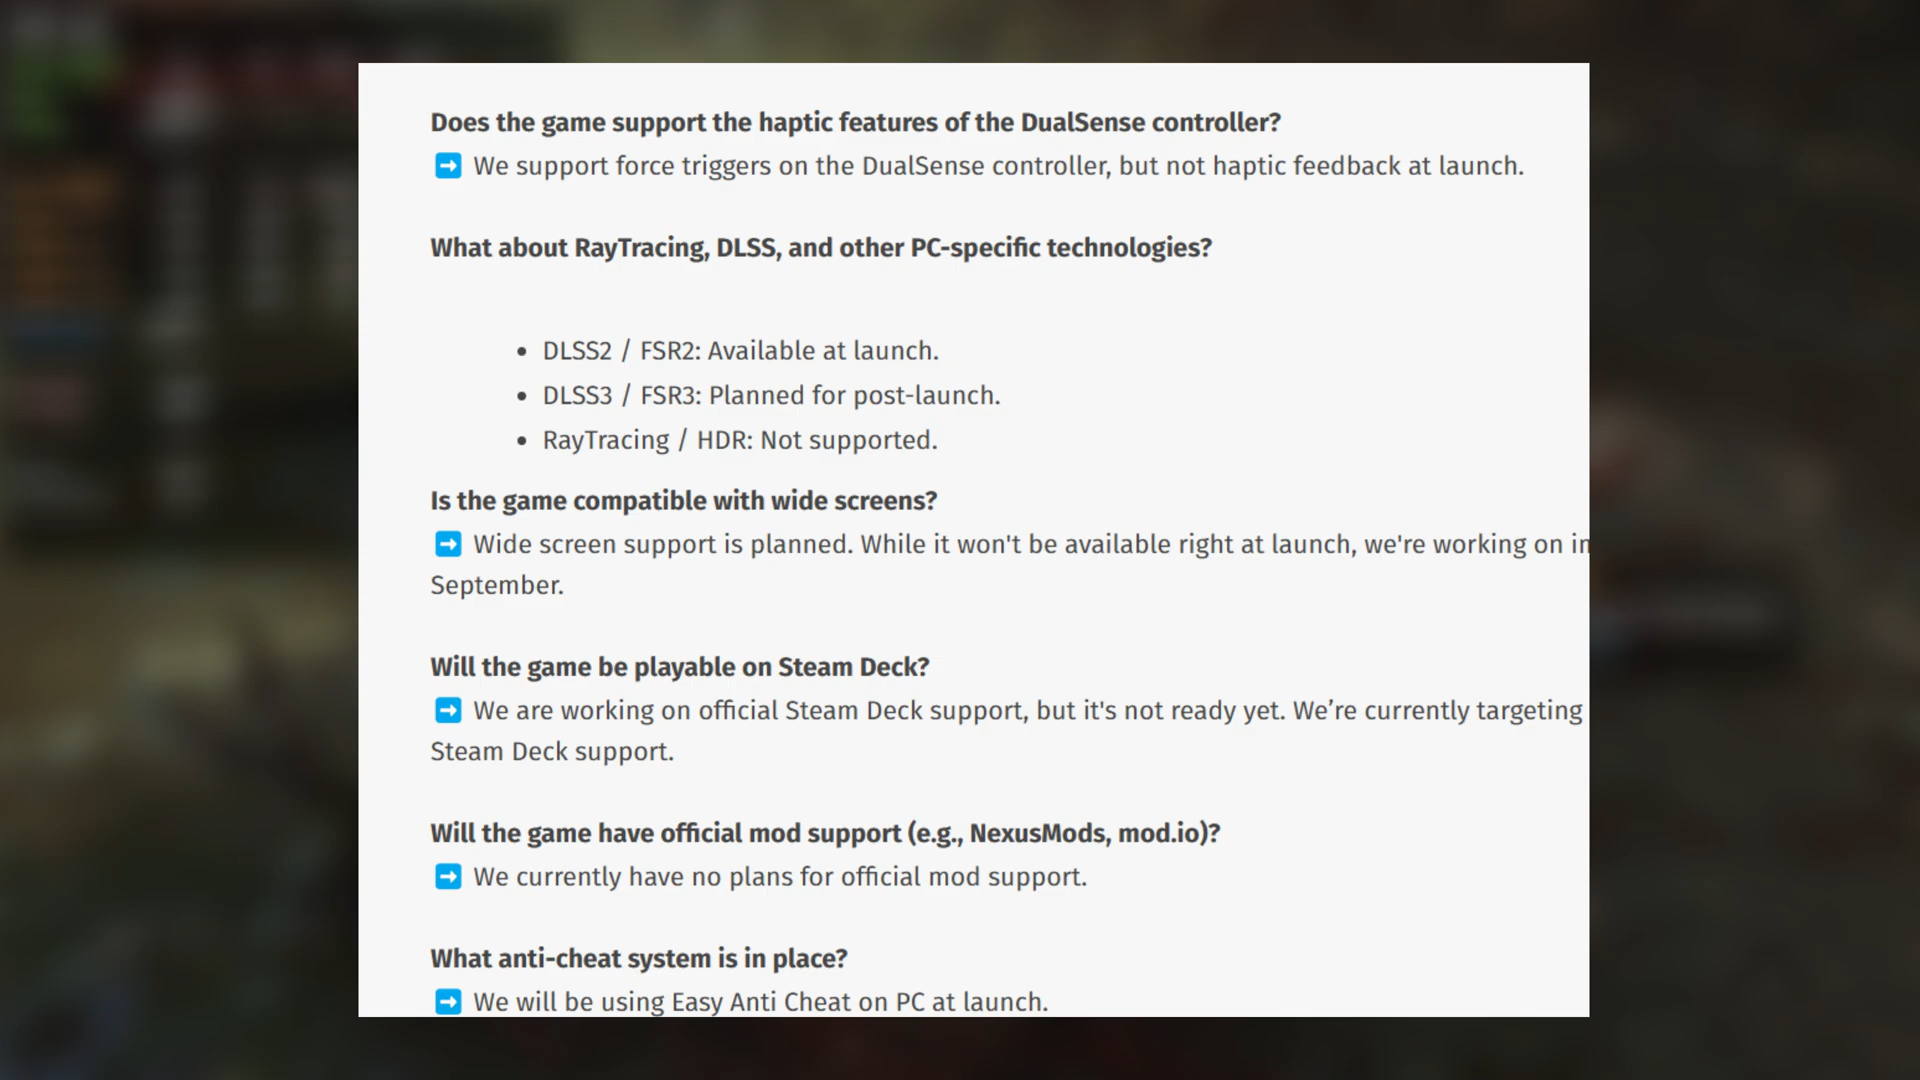 Does the game support the haptic features of the DualSense controller?
➡ We support force triggers on the DualSense controller, but not haptic feedback at launch.
What about RayTracing, DLSS, and other PC-specific technologies?
• DLSS2 / FSR2: Available at launch.
• DLSS3 / FSR3: Planned for post-launch.
• RayTracing / HDR: Not supported.
Is the game compatible with wide screens?
➡ Wide screen support is planned. While it won't be available right at launch, we're working on in
September.
Will the game be playable on Steam Deck?
➡ We are working on official Steam Deck support, but it's not ready yet. We’re currently targeting
Steam Deck support.
Will the game have official mod support (e.g., NexusMods, mod.io)?
➡ We currently have no plans for official mod support.
What anti-cheat system is in place?
➡ We will be using Easy Anti Cheat on PC at launch.